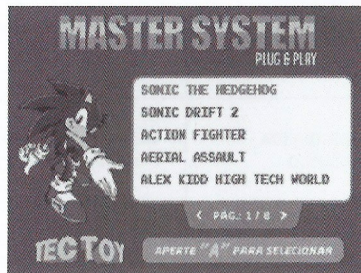 MASTER SYSTEM
PLUG & PLAY
SONIC THE HEDGEHOG
SONIC DRIFT 2
ACTION FIGHTER
AERIAL ASSAULT
ALEX KIDD HIGH TECH WORLD
< PÁG.: 1 / 8 >
TECTOY
APERTE "A" PARA SELECIONAR